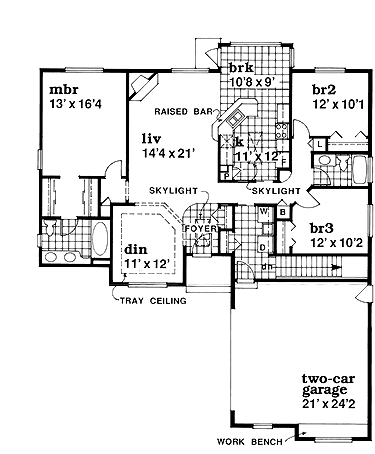 brk
10'8 x 9'
mbr
13' x 16'4
br2
12' x 10'1
RAISED BAR
liv
14'4 x 21'
k
11' x 12'
L
F
P
SKYLIGHT
SKYLIGHT
W
B
FOYER
D
br3
12' x 10'2
din
11' x 12'
dn
TRAY CEILING
two-car
garage
21' x 24'2
WORK BENCH